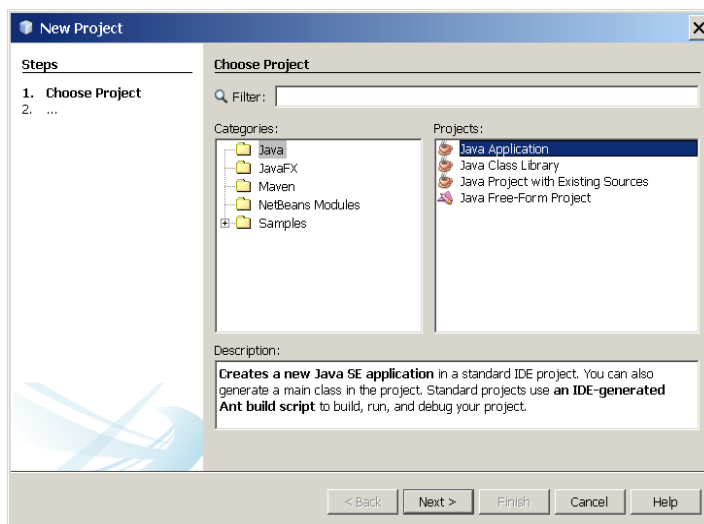 New Project
Steps
1. Choose Project
2. ...
Choose Project
Filter:
Categories:
Java
JavaFX
Maven
NetBeans Modules
Samples
Projects:
Java Application
Java Class Library
Java Project with Existing Sources
Java Free-Form Project
Description:
Creates a new Java SE application in a standard IDE project. You can also
generate a main class in the project. Standard projects use an IDE-generated
Ant build script to build, run, and debug your project.
< Back
Next >
Finish
Cancel
Help